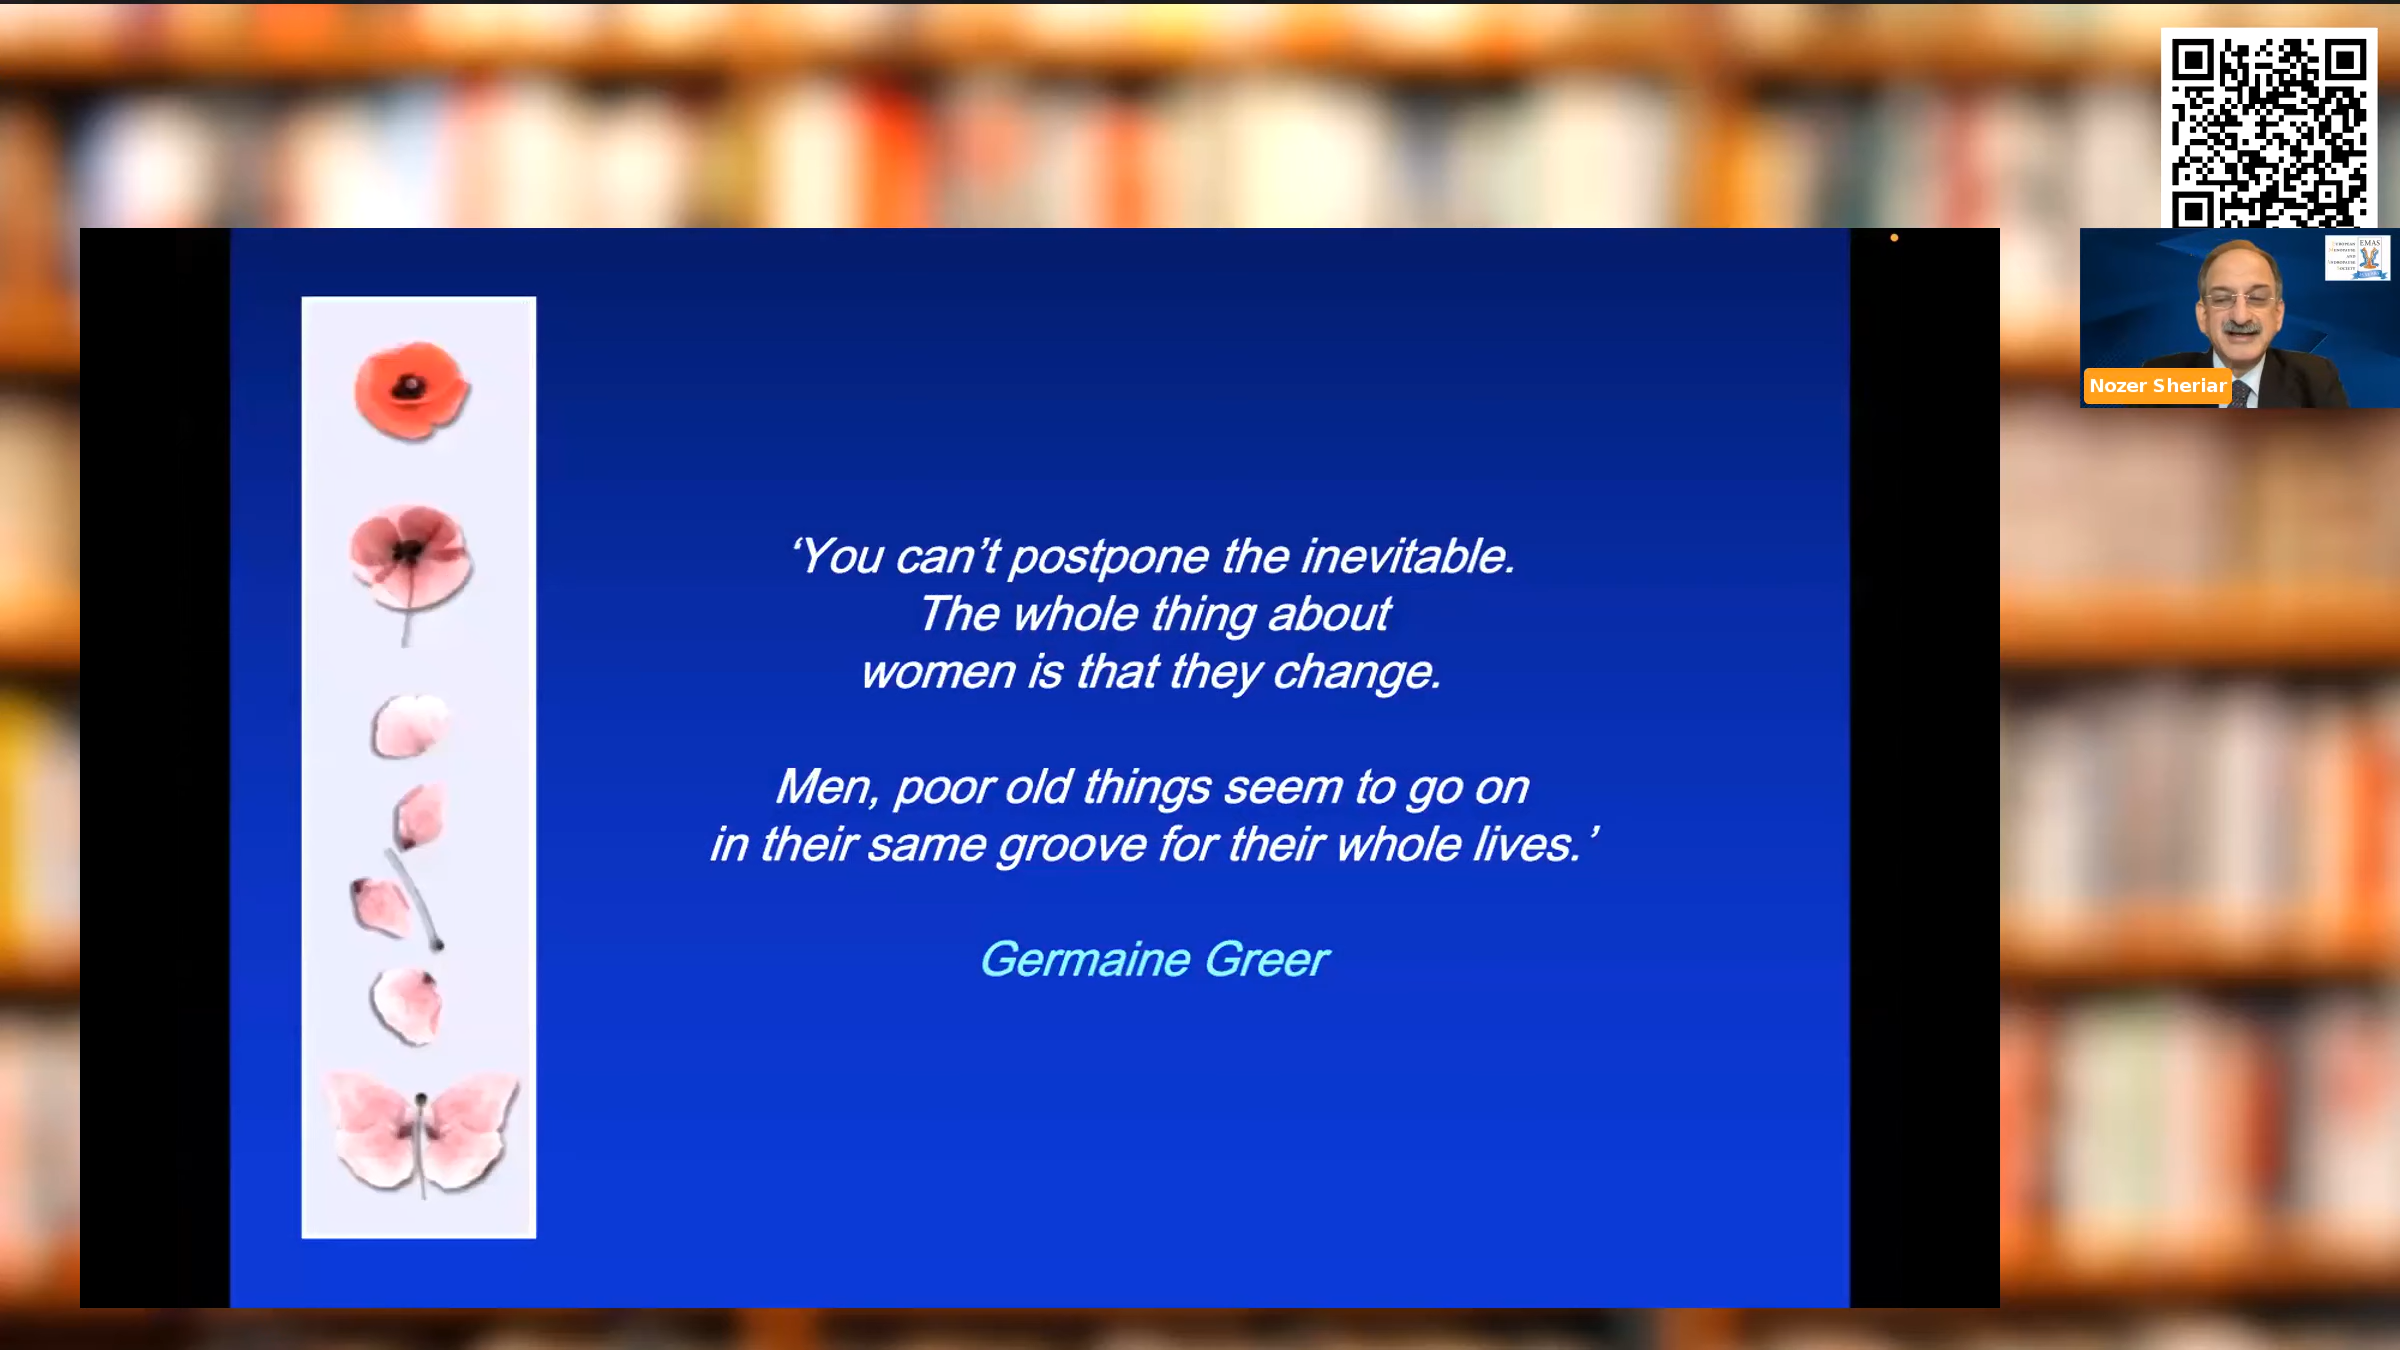 ‘You can’t postpone the inevitable.
The whole thing about
women is that they change.
Men, poor old things seem to go on
in their same groove for their whole lives.’
Germaine Greer
EMAS
Nozer Sheriar